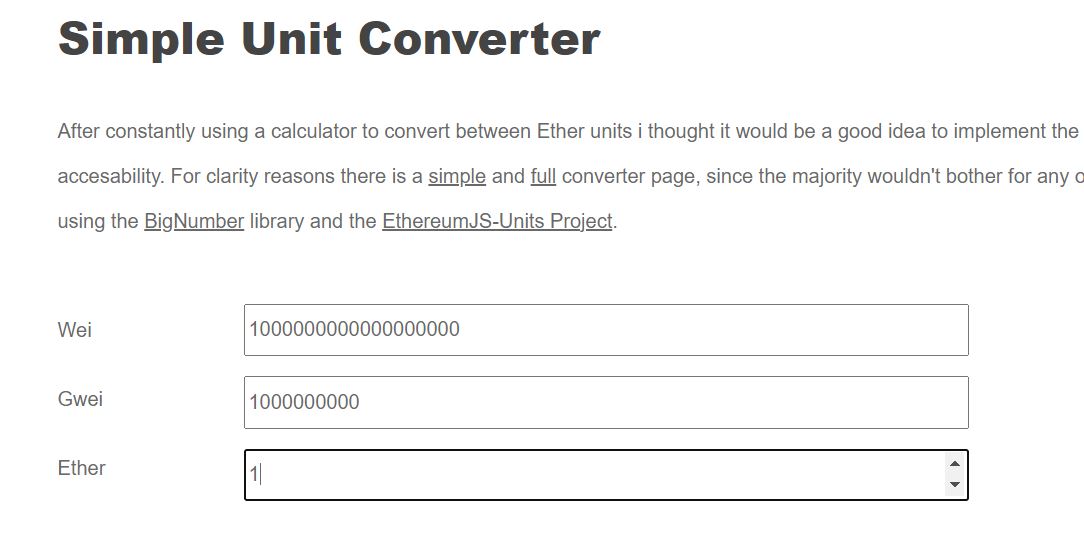 Simple Unit Converter
After constantly using a calculator to convert between Ether units i thought it would be a good idea to implement the
accesability. For clarity reasons there is a simple and full converter page, since the majority wouldn't bother for any
using the BigNumber library and the EthereumJS-Units Project.
Wei
1000000000000000000
Gwei
1000000000
Ether
1